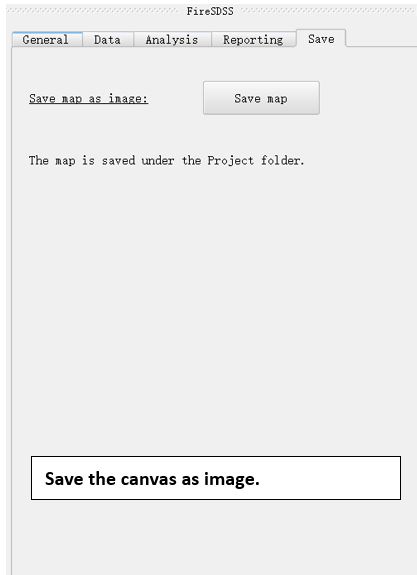 FireSDSS
General Data Analysis Reporting Save
Save map as image: Save map
The map is saved under the Project folder.
Save the canvas as image.